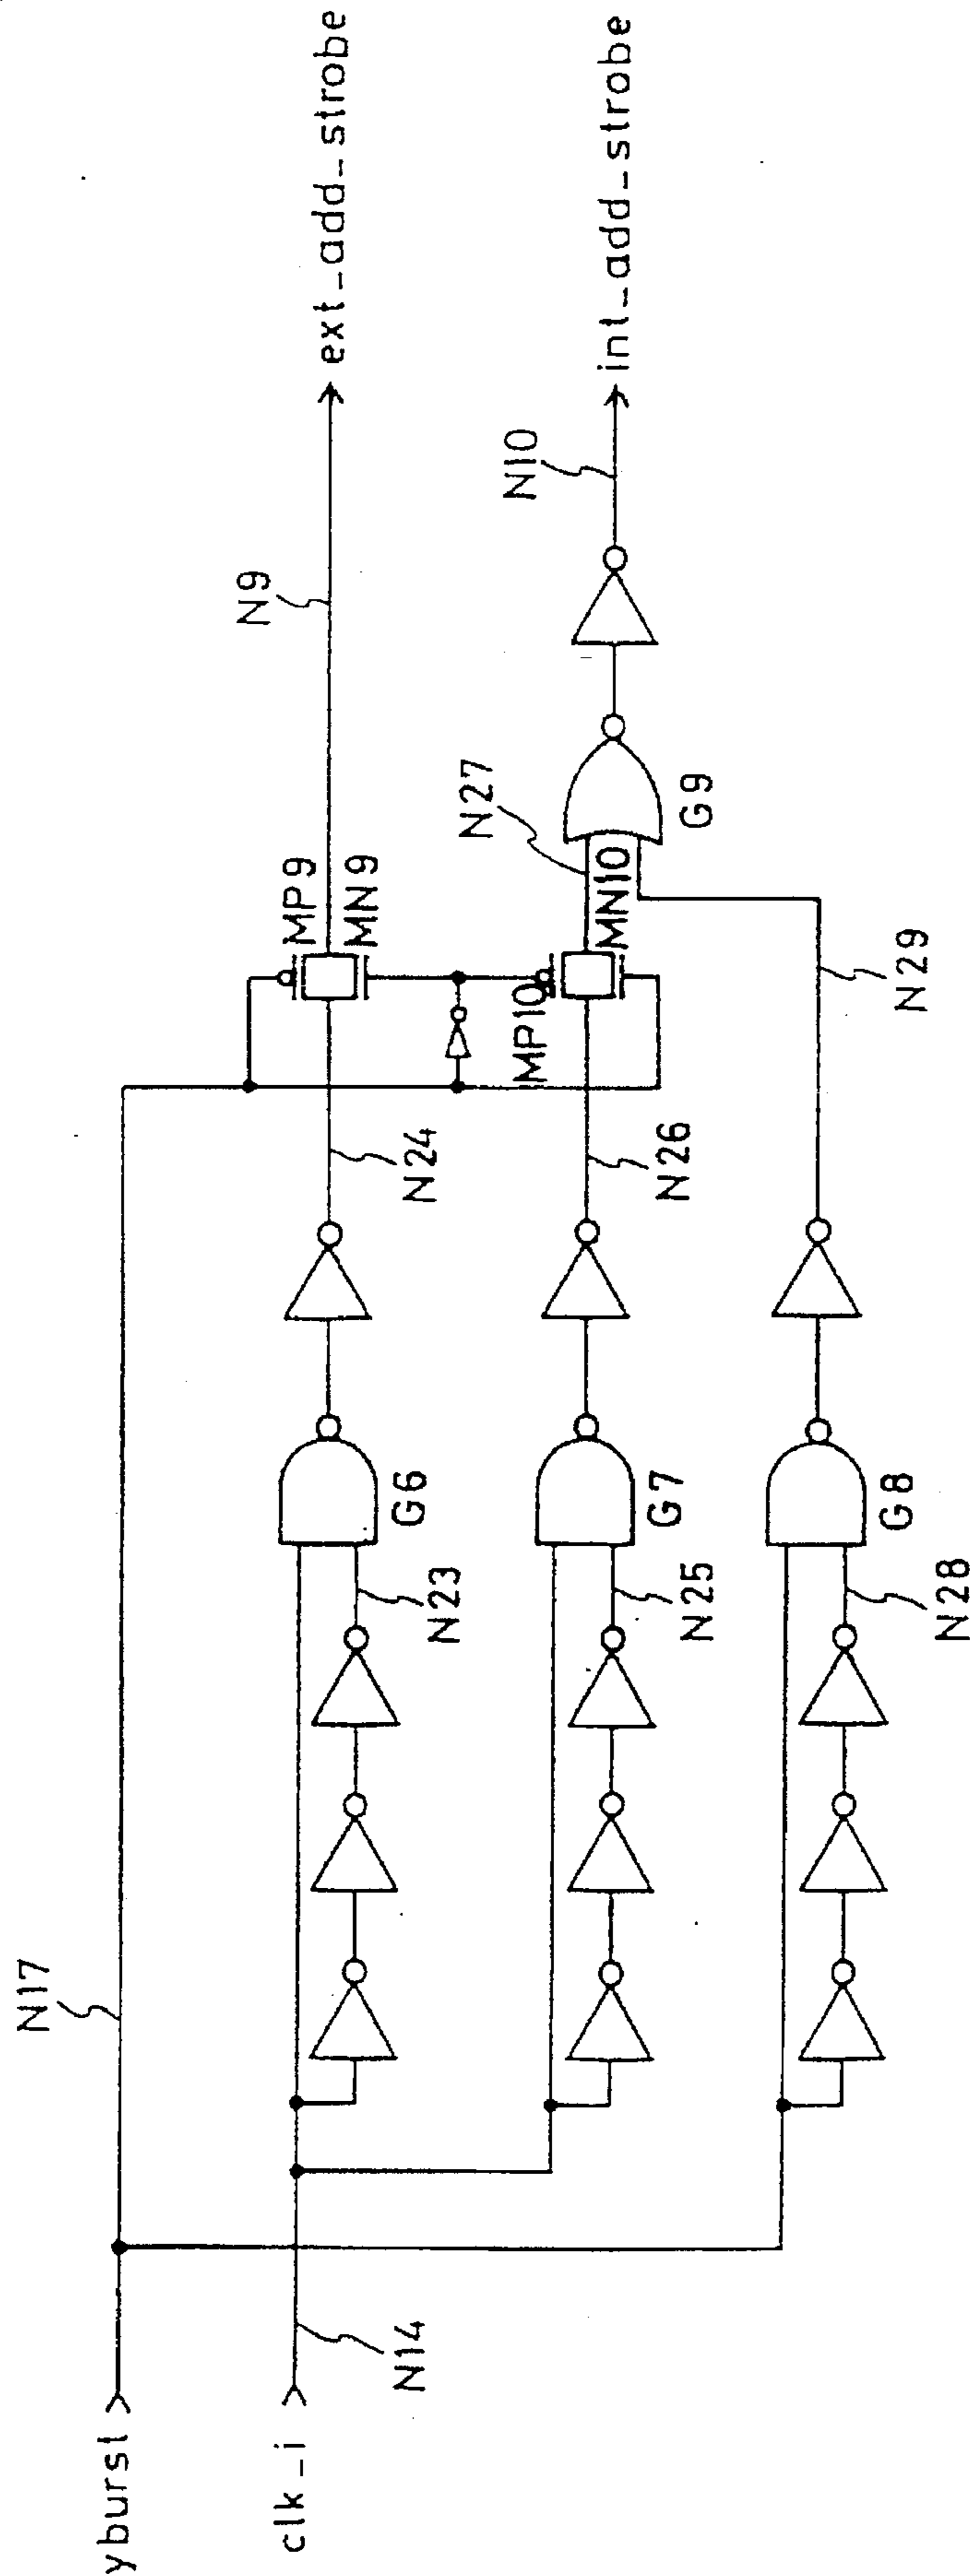 yburst
clk_i
N17
N14
N23
G6
N24
MP9
MN9
N9
ext_add_strobe
N25
G7
N26
MP10
MN10
N27
G9
N10
int_add_strobe
N28
G8
N29